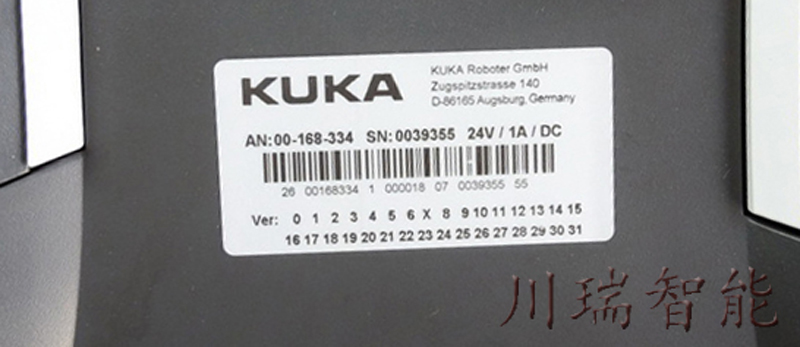 KUKA
KUKA Roboter GmbH
Zugspitzstrasse 140
D-86165 Augsburg, Germany
AN: 00-168-334 SN: 0039355 24V / 1A / DC
26 00168334 1 000018 07 0039355 55
Ver: 0 1 2 3 4 5 6 X 8 9 10 11 12 13 14 15
16 17 18 19 20 21 22 23 24 25 26 27 28 29 30 31
川瑞智能